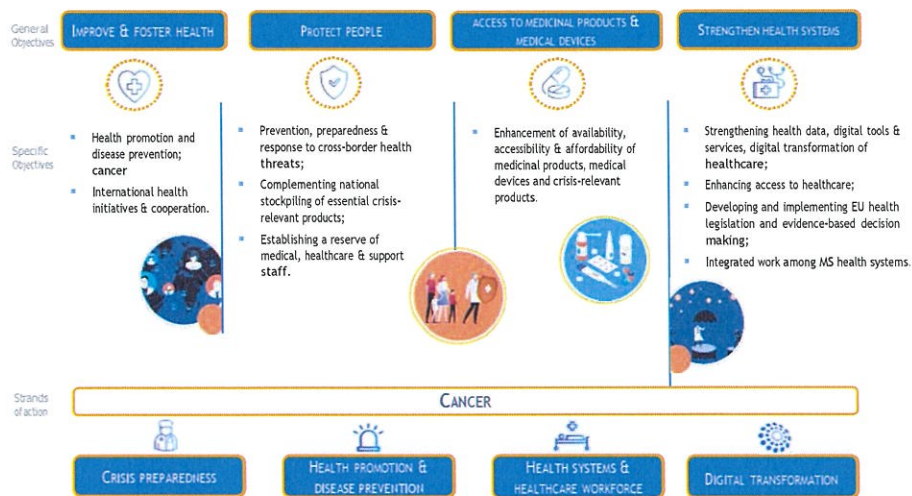 General
Objectives
IMPROVE & FOSTER HEALTH
PROTECT PEOPLE
ACCESS TO MEDICINAL PRODUCTS &
MEDICAL DEVICES
STRENGTHEN HEALTH SYSTEMS
Specific
Objectives
▪ Health promotion and
disease prevention;
cancer
▪ International health
initiatives & cooperation.
▪ Prevention, preparedness &
response to cross-border health
threats;
▪ Complementing national
stockpiling of essential crisis-
relevant products;
▪ Establishing a reserve of
medical, healthcare & support
staff.
▪ Enhancement of availability,
accessibility & affordability of
medicinal products, medical
devices and crisis-relevant
products.
▪ Strengthening health data, digital tools &
services, digital transformation of
healthcare;
▪ Enhancing access to healthcare;
▪ Developing and implementing EU health
legislation and evidence-based decision
making;
▪ Integrated work among MS health systems.
Strands
of action
CANCER
CRISIS PREPAREDNESS
HEALTH PROMOTION &
DISEASE PREVENTION
HEALTH SYSTEMS &
HEALTHCARE WORKFORCE
DIGITAL TRANSFORMATION